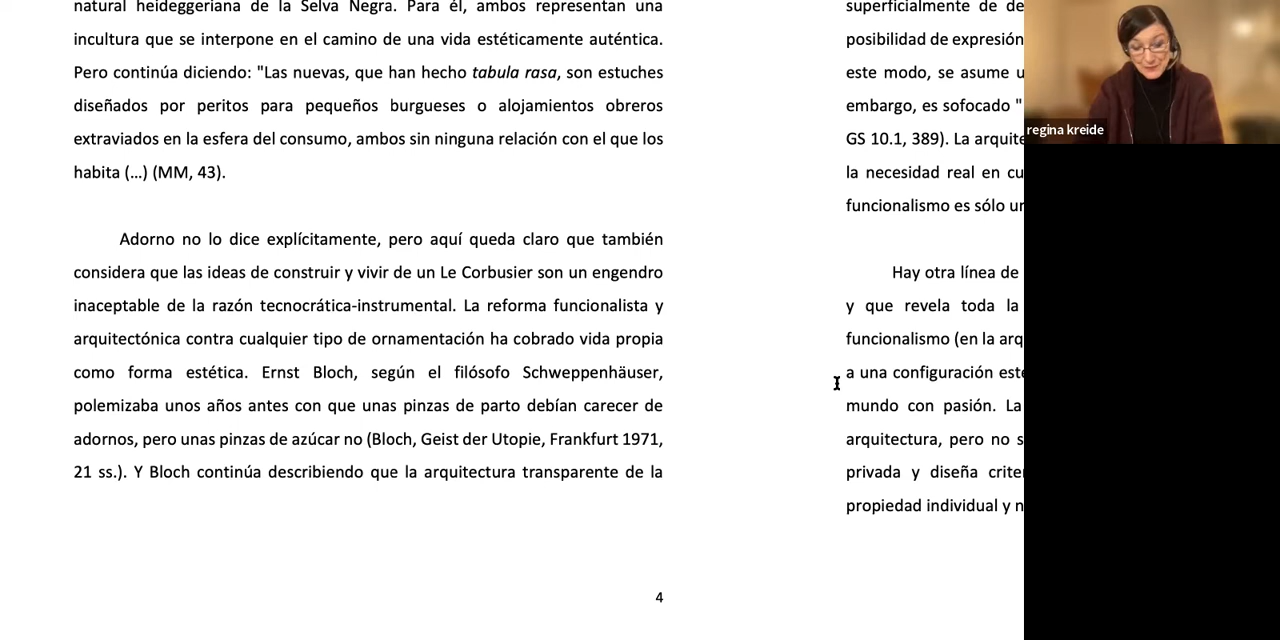 natural heideggeriana de la Selva Negra. Para él, ambos representan una
incultura que se interpone en el camino de una vida estéticamente auténtica.
Pero continúa diciendo: "Las nuevas, que han hecho tabula rasa, son estuches
diseñados por peritos para pequeños burgueses o alojamientos obreros
extraviados en la esfera del consumo, ambos sin ninguna relación con el que los
habita (...) (MM, 43).
Adorno no lo dice explícitamente, pero aquí queda claro que también
considera que las ideas de construir y vivir de un Le Corbusier son un engendro
inaceptable de la razón tecnocrática-instrumental. La reforma funcionalista y
arquitectónica contra cualquier tipo de ornamentación ha cobrado vida propia
como forma estética. Ernst Bloch, según el filósofo Schweppenhäuser,
polemizaba unos años antes con que unas pinzas de parto debían carecer de
adornos, pero unas pinzas de azúcar no (Bloch, Geist der Utopie, Frankfurt 1971,
21 ss.). Y Bloch continúa describiendo que la arquitectura transparente de la
4
superficialmente de de
posibilidad de expresión
este modo, se asume u
embargo, es sofocado "
GS 10.1, 389). La arquite
la necesidad real en cu
funcionalismo es sólo un
Hay otra línea de
y que revela toda la
funcionalismo (en la arq
a una configuración esté
mundo con pasión. La
arquitectura, pero no s
privada y diseña criter
propiedad individual y n
regina kreide